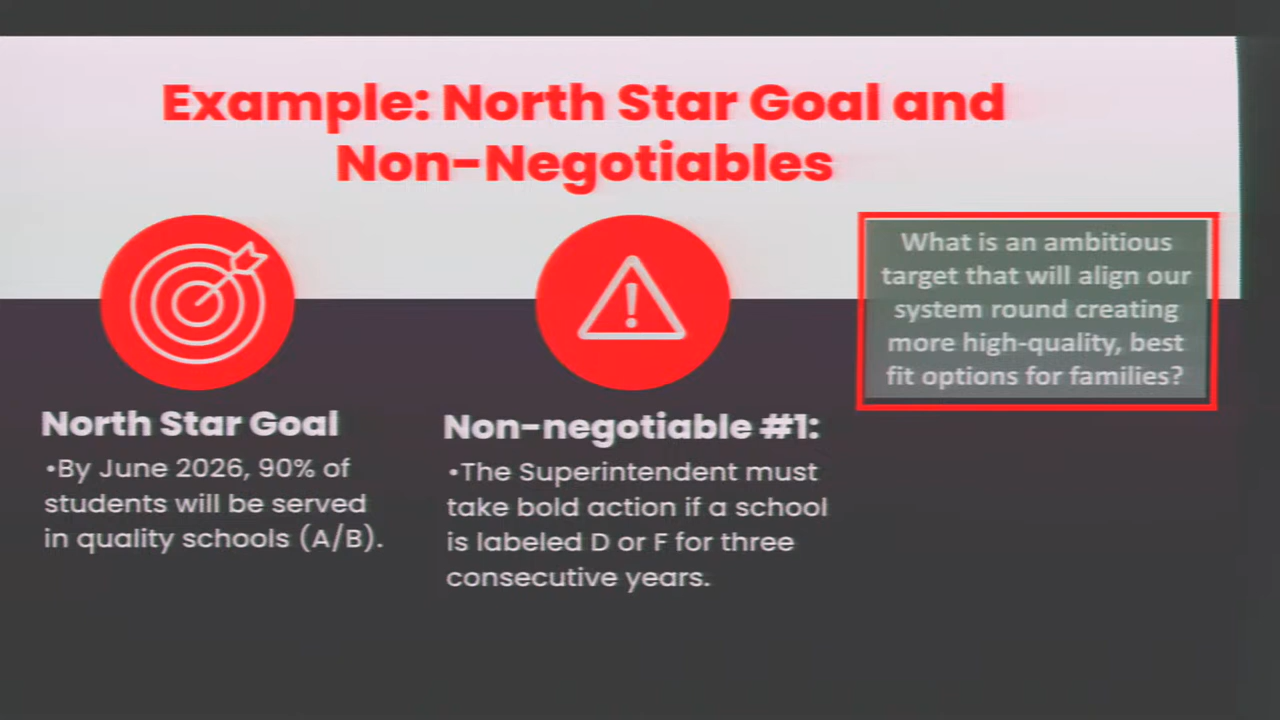 Example: North Star Goal and
Non-Negotiables
North Star Goal
•By June 2026, 90% of
students will be served
in quality schools (A/B).
Non-negotiable #1:
•The Superintendent must
take bold action if a school
is labeled D or F for three
consecutive years.
What is an ambitious
target that will align our
system round creating
more high-quality, best
fit options for families?